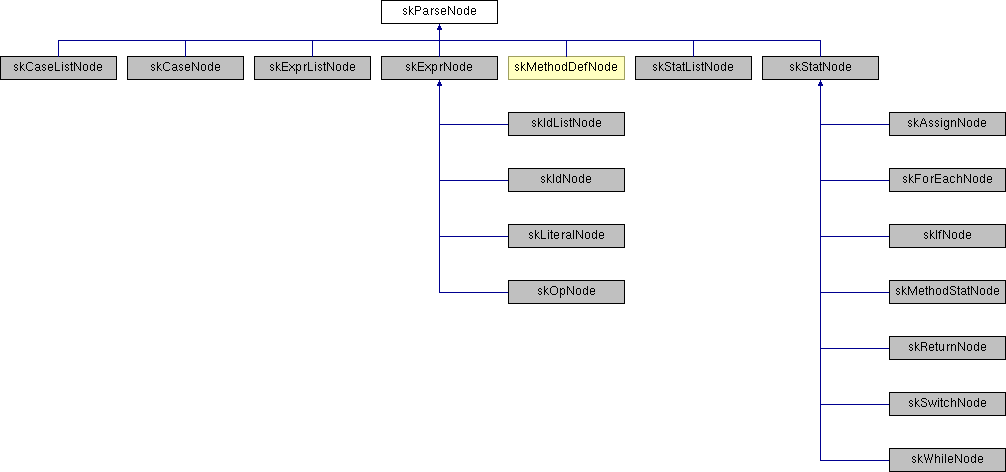 skParseNode
skCaseListNode skCaseNode skExprListNode skExprNode skMethodDefNode skStatListNode skStatNode
skIdListNode skAssignNode
skIdNode skForEachNode
skLiteralNode skIfNode
skOpNode skMethodStatNode
skReturnNode
skSwitchNode
skWhileNode